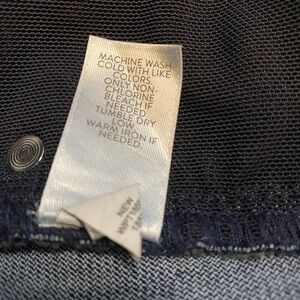 MACHINE WASH
COLD WITH LIKE
COLORS.
ONLY NON-
CHLORINE
BLEACH IF
NEEDED.
TUMBLE DRY
LOW.
WARM IRON IF
NEEDED.
NEW